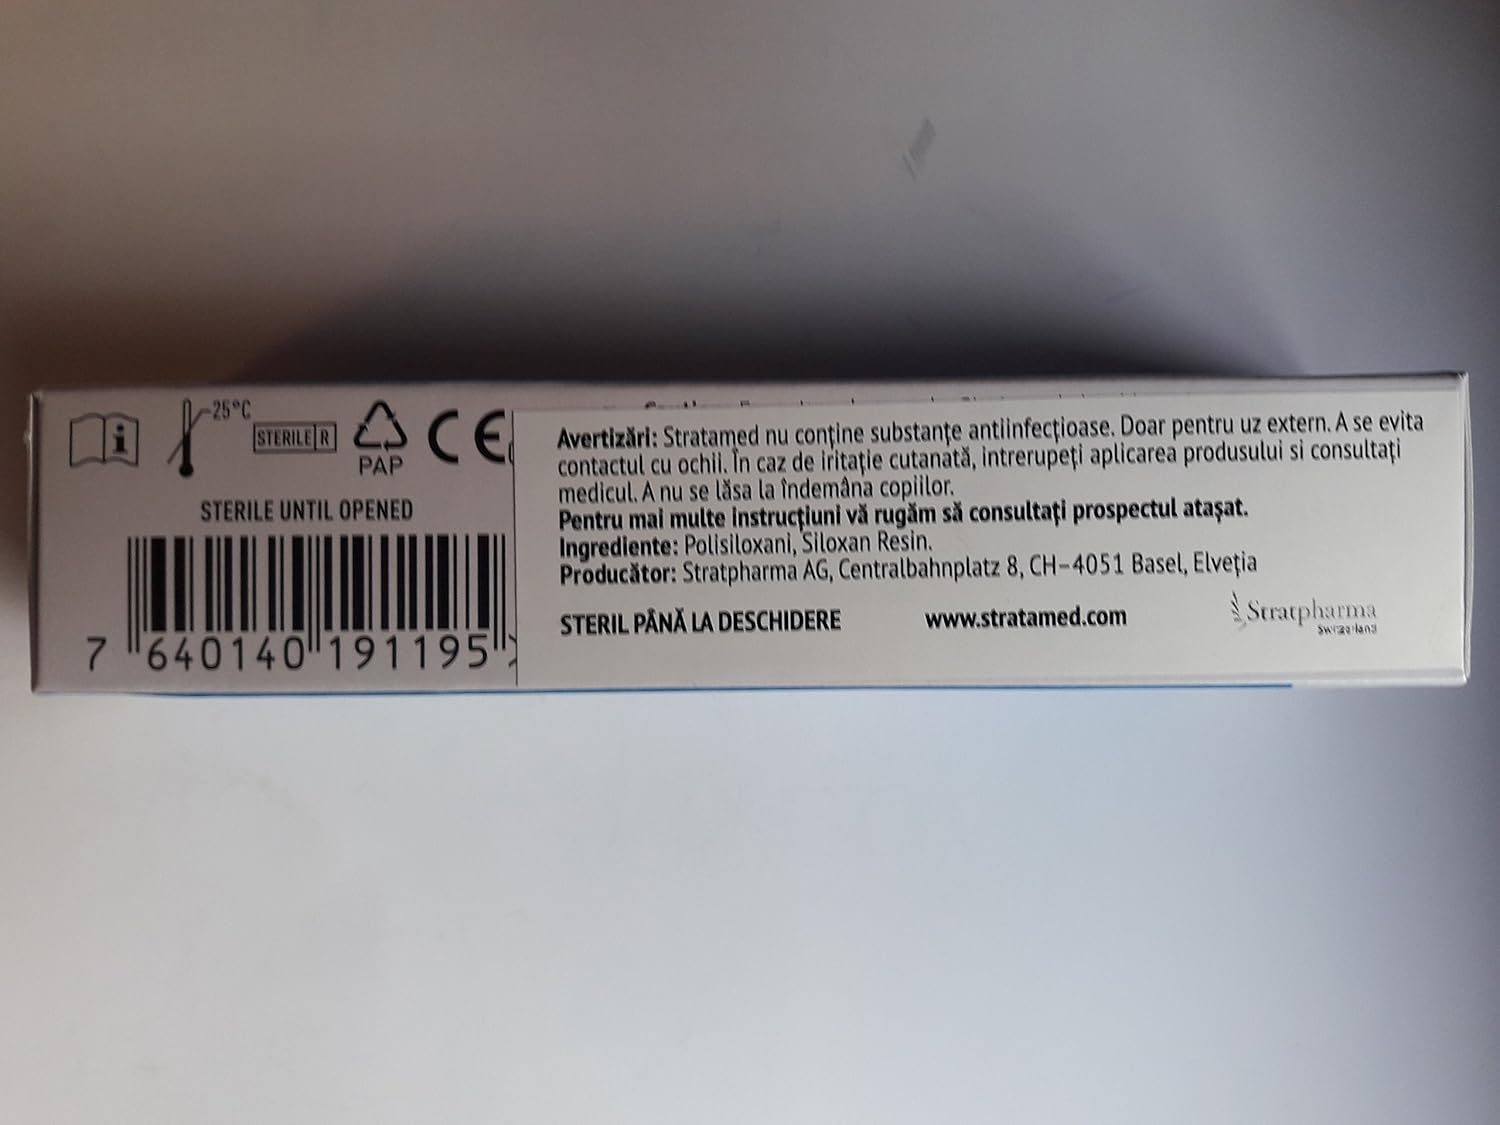 25°C
STERILE R
PAP
CE
STERILE UNTIL OPENED
7 640140 191195
Avertizări: Stratamed nu conține substanțe antiinfecțioase. Doar pentru uz extern. A se evita
contactul cu ochii. În caz de iritație cutanată, intrerupeți aplicarea produsului si consultați
medicul. A nu se lăsa la îndemâna copiilor.
Pentru mai multe instrucțiuni vă rugăm să consultați prospectul atașat.
Ingrediente: Polisiloxani, Siloxan Resin.
Producător: Stratpharma AG, Centralbahnplatz 8, CH-4051 Basel, Elveția
STERIL PÂNĂ LA DESCHIDERE www.stratamed.com
Stratpharma
Switzerland